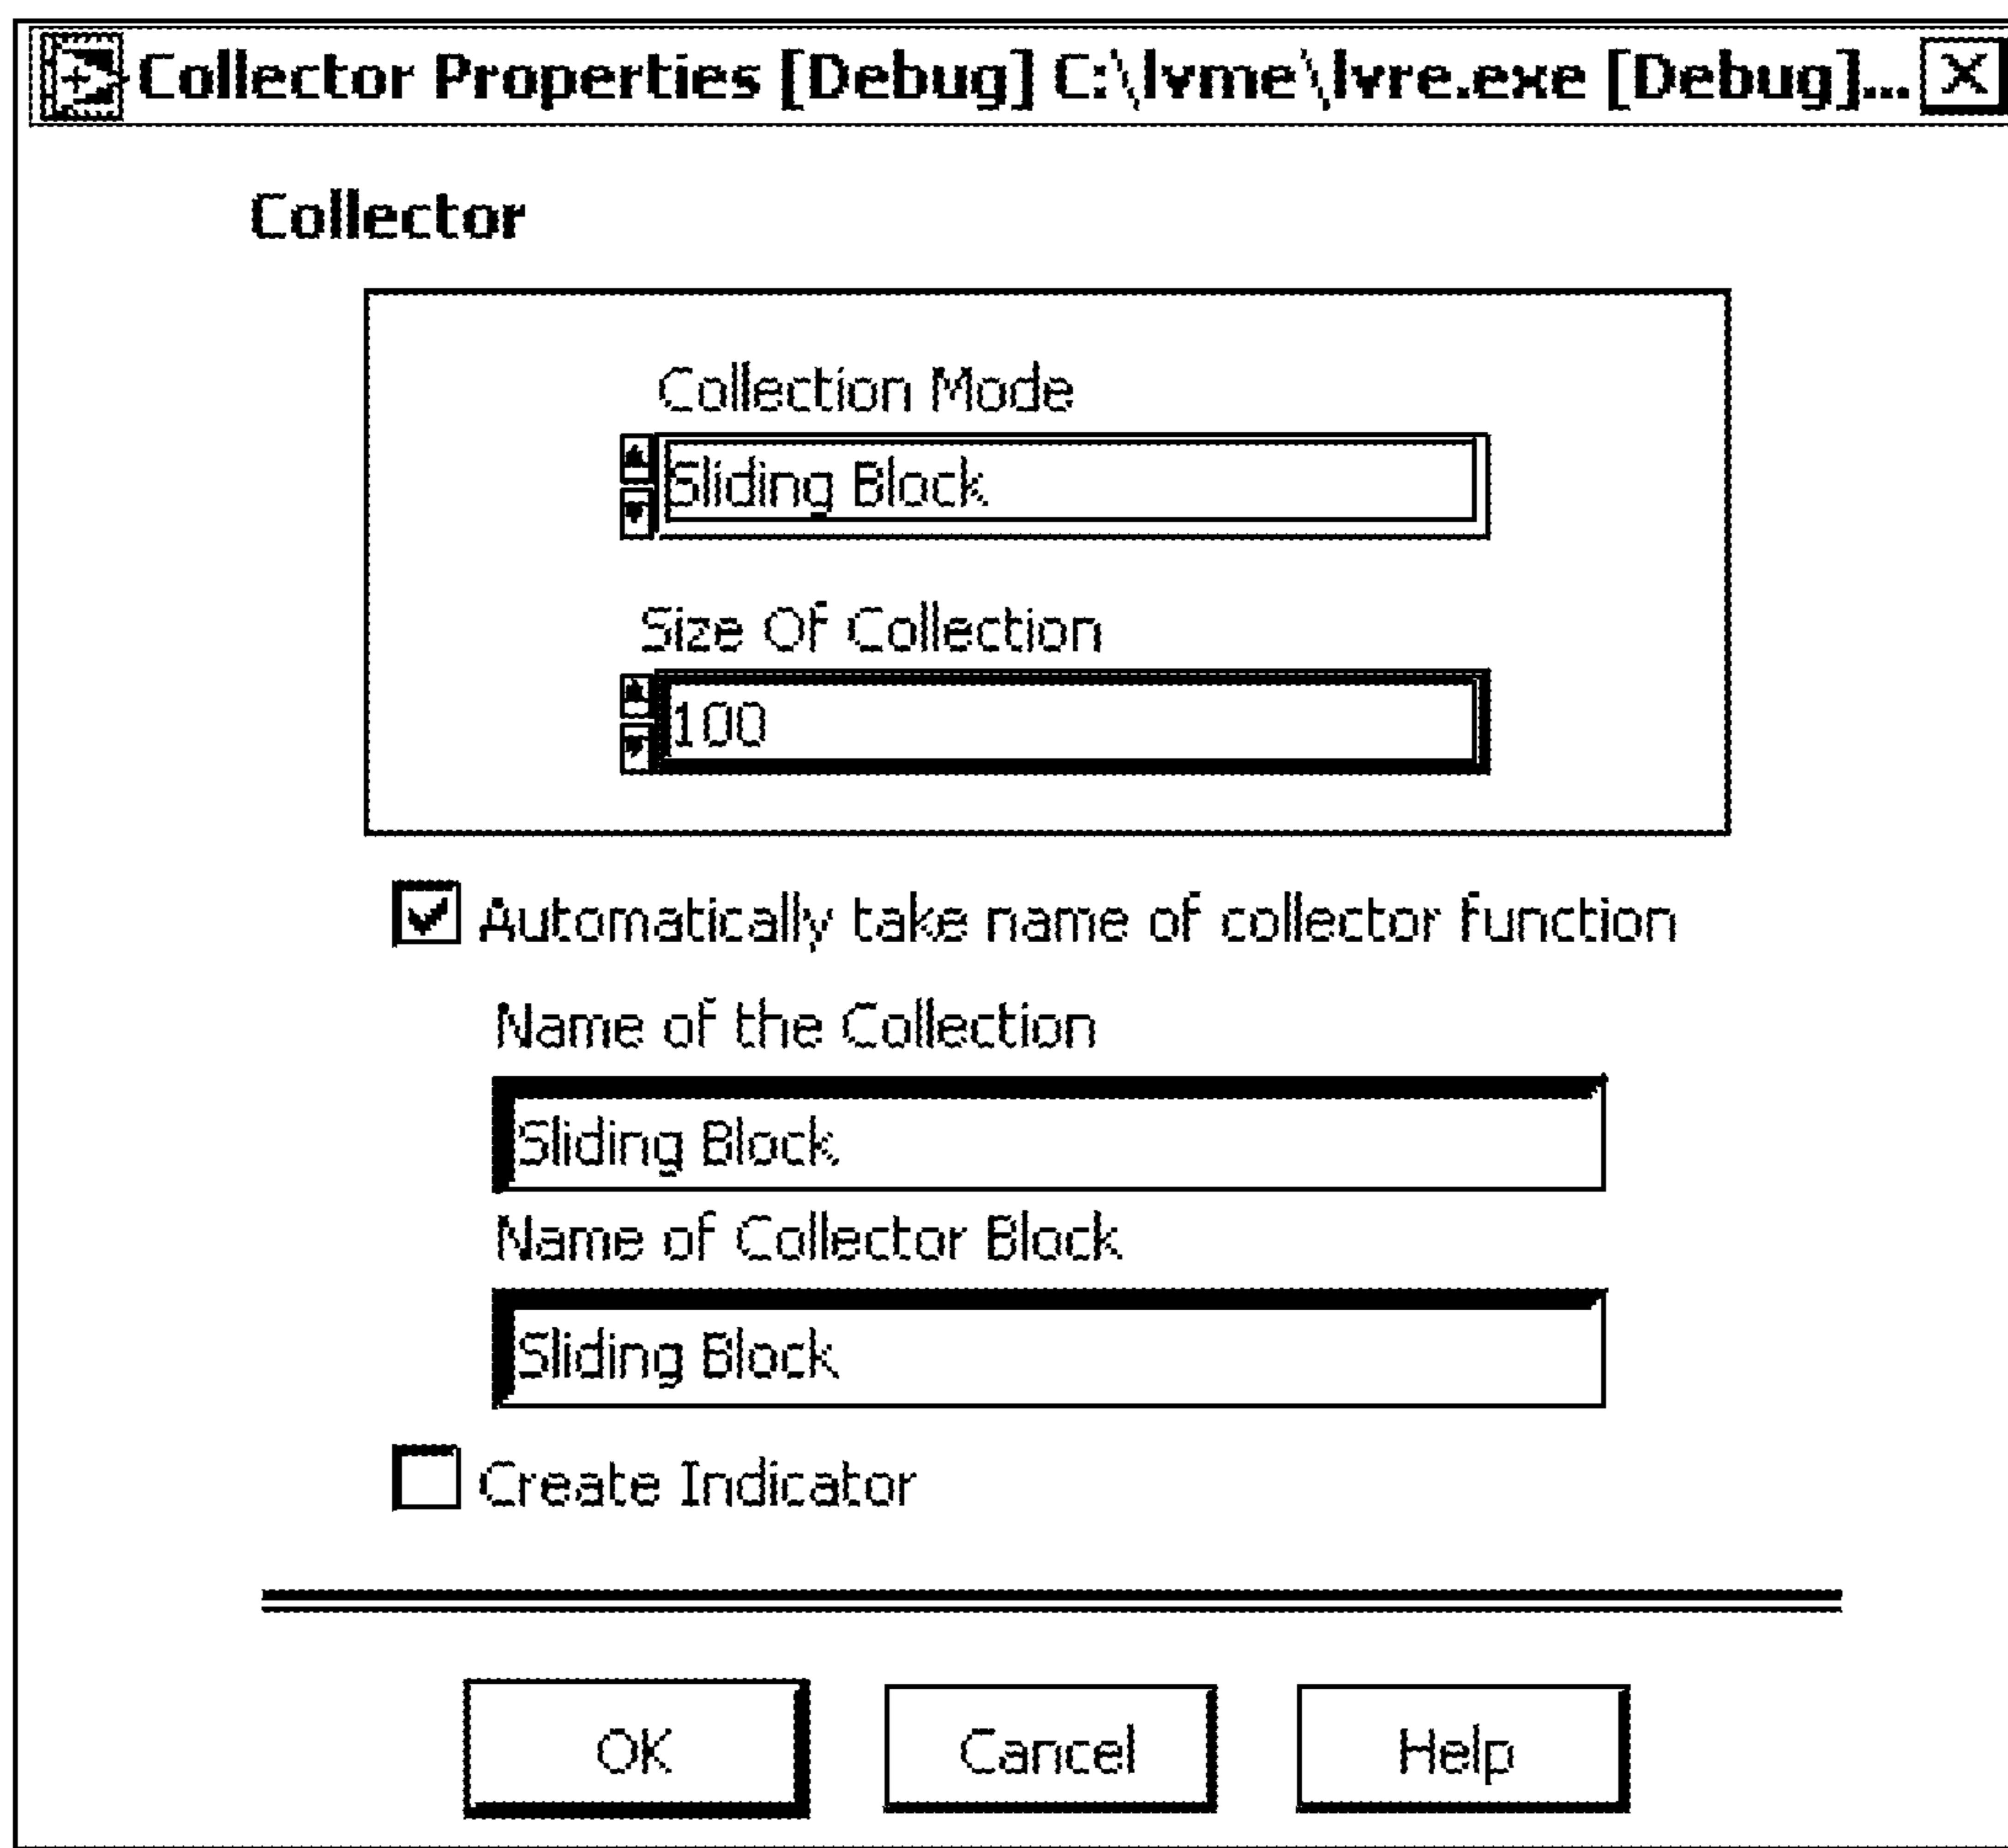 Collector Properties [Debug] C:\lvme\lvre.exe [Debug]...
Collector
Collection Mode
Sliding Block
Size Of Collection
100
Automatically take name of collector function
Name of the Collection
Sliding Block
Name of Collector Block
Sliding Block
Create Indicator
OK Cancel Help